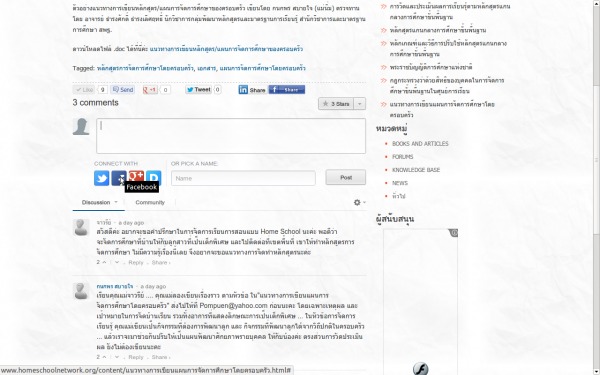 ตัวอย่างแนวทางการเขียนหลักสูตร/แผนการจัดการศึกษาของครอบครัว เขียนโดย กนกพร สบายใจ (แม่ส้ม) ตรวจทาน
โดย อาจารย์ ธำรงศักดิ์ ธำรงเลิศฤทธิ์ นักวิชาการกลุ่มพัฒนาหลักสูตรและมาตรฐานการเรียนรู้ สำนักวิชาการและมาตรฐาน
การศึกษา สพฐ.
ดาวน์โหลดไฟล์ .doc ได้ที่นี่ค่ะ แนวทางการเขียนหลักสูตร/แผนการจัดการศึกษาของครอบครัว
Tagged: หลักสูตรการจัดการศึกษาโดยครอบครัว, เอกสาร, แผนการจัดการศึกษาโดยครอบครัว
Like 9 Send +1 0 Tweet 0 Share Share
3 comments
3 Stars
CONNECT WITH
OR PICK A NAME:
Name
Post
Facebook
Discussion
Community
จารวรีย์ · a day ago
สวัสดีค่ะ อยากจะขอคำปรึกษาในการจัดการเรียนการสอนแบบ Home School นะคะ พอดีว่า
จะจัดการศึกษาที่บ้านให้กับลูกสาวที่เป็นเด็กพิเศษ และไปติดต่อที่เขตพื้นที่ เขาให้ทำหลักสูตรการ
จัดการศึกษา ไม่มีความรู้เรื่องนี้เลย จึงอยากจะขอแนวทางการจัดทำหลักสูตรนะคะ
2 · Reply · Share ›
กนกพร สบายใจ · a day ago
เรียนคุณแม่จารวรีย์ .... คุณแม่ลองเขียนเรื่องราว ตามหัวข้อ ใน"แนวทางการเขียนแผนการ
จัดการศึกษาโดยครอบครัว" ส่งไปให้ที่ Pompuen@yahoo.com ก่อนนะคะ โดยเฉพาะเหตุผล และ
เป้าหมายในการจัดบ้านเรียน รวมทั้งอาการที่แสดงลักษณะการเป็นเด็กพิเศษ ... ในหัวข้อการจัดการ
เรียนรู้ คุณแม่เขียนเป็นกิจกรรมที่ต้องการพัฒนาลูก และ กิจกรรมที่พัฒนาลูกได้จากวิถีปกติในครอบครัว
... แล้วเราจะมาช่วยกันปรับให้เป็นแผนพัฒนาศักยภาพรายบุคคล ให้กับน้องค่ะ ตรงส่วนการวัดประเมิน
ผล ยังไม่ต้องเขียนนะคะ
2 · Reply · Share ›
www.homeschoolnetwork.org/content/แนวทางการเขียนแผนการจัดการศึกษาโดยครอบครัว.html#
การวัดและประเมินผลการเรียนรู้ตามหลักสูตรแกน
กลางการศึกษาขั้นพื้นฐาน
หลักสูตรแกนกลางการศึกษาขั้นพื้นฐาน
หลักเกณฑ์และวิธีการปรับใช้หลักสูตรแกนกลาง
การศึกษาขั้นพื้นฐาน
พระราชบัญญัติการศึกษาแห่งชาติ
กฎกระทรวงว่าด้วยสิทธิของบุคคลในการจัดการ
ศึกษาขั้นพื้นฐานในศูนย์การเรียน
แนวทางการเขียนแผนการจัดการศึกษาโดย
ครอบครัว
หมวดหมู่
BOOKS AND ARTICLES
FORUMS
KNOWLEDGE BASE
NEWS
ทั่วไป
ผู้สนับสนุน